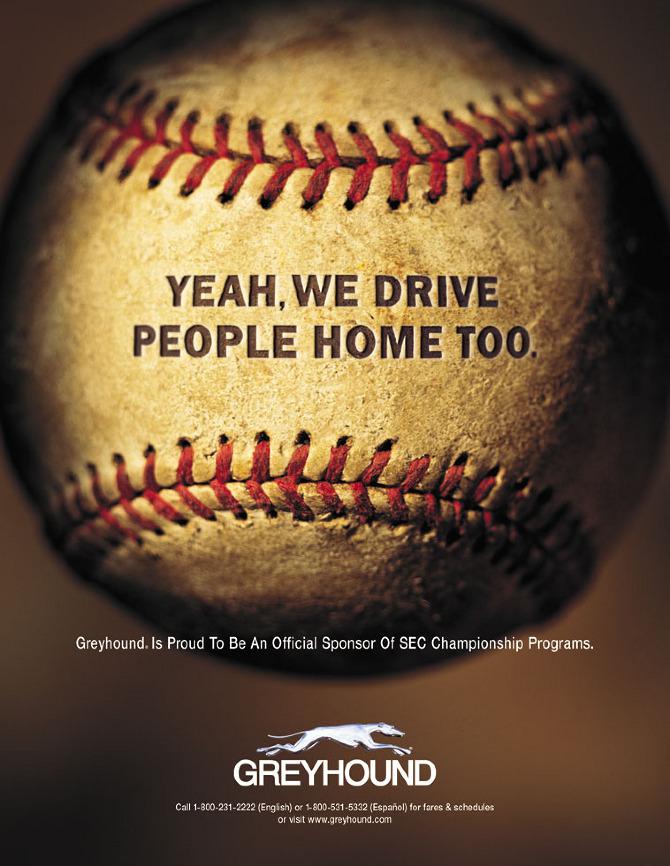 YEAH, WE DRIVE
PEOPLE HOME TOO.
Greyhound® Is Proud To Be An Official Sponsor Of SEC Championship Programs.
GREYHOUND
Call 1-800-231-2222 (English) or 1-800-531-5332 (Español) for fares & schedules
or visit www.greyhound.com